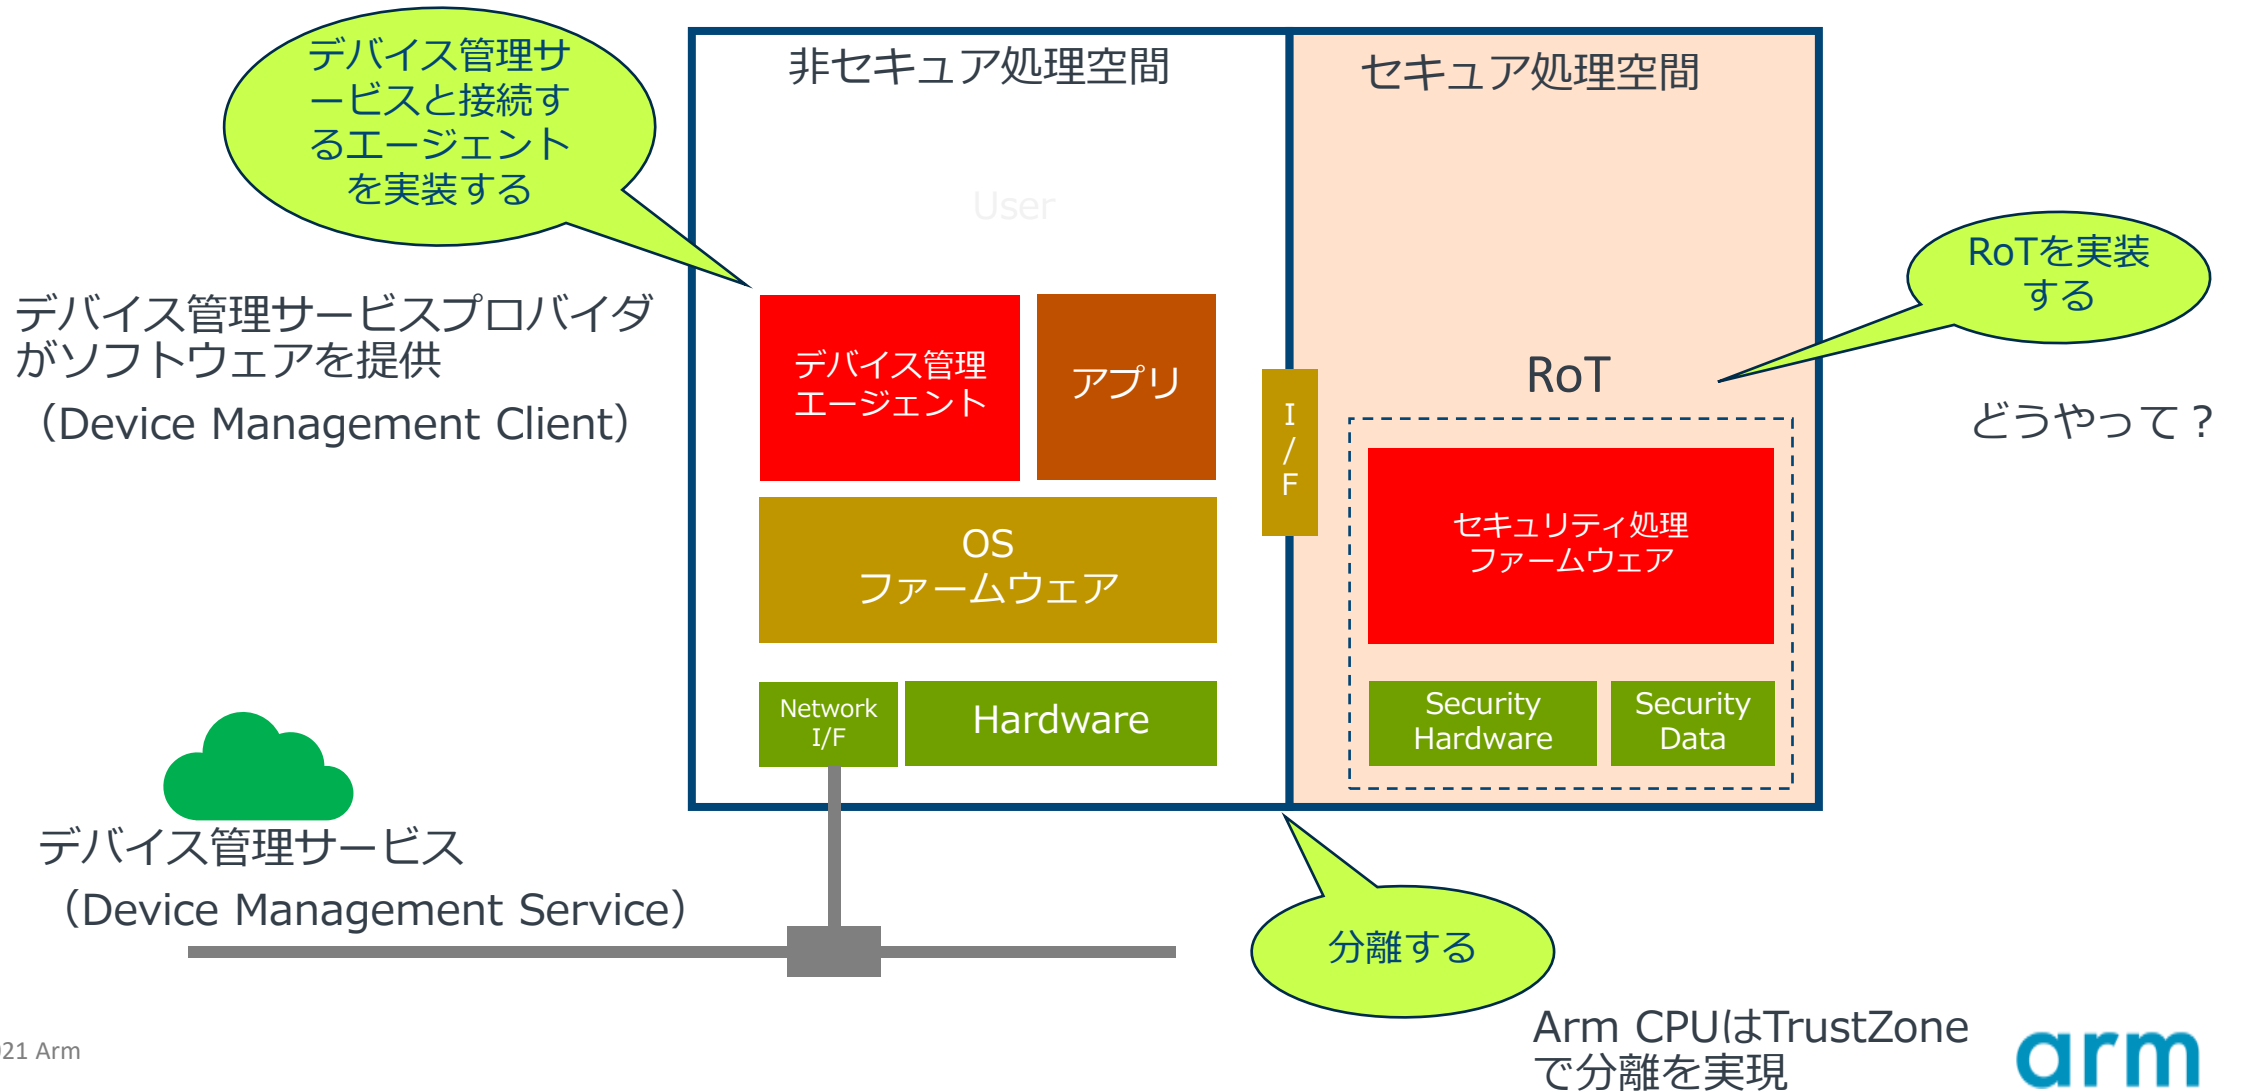 デバイス管理サ
ービスと接続す
るエージェント
を実装する
非セキュア処理空間
セキュア処理空間
User
RoTを実装
する
デバイス管理サービスプロバイダ
がソフトウェアを提供
（Device Management Client）
デバイス管理
エージェント
アプリ
I
/
F
RoT
どうやって？
OS
ファームウェア
セキュリティ処理
ファームウェア
Network
I/F
Hardware
Security
Hardware
Security
Data
デバイス管理サービス
（Device Management Service）
分離する
Arm CPUはTrustZone
で分離を実現
21 Arm
arm